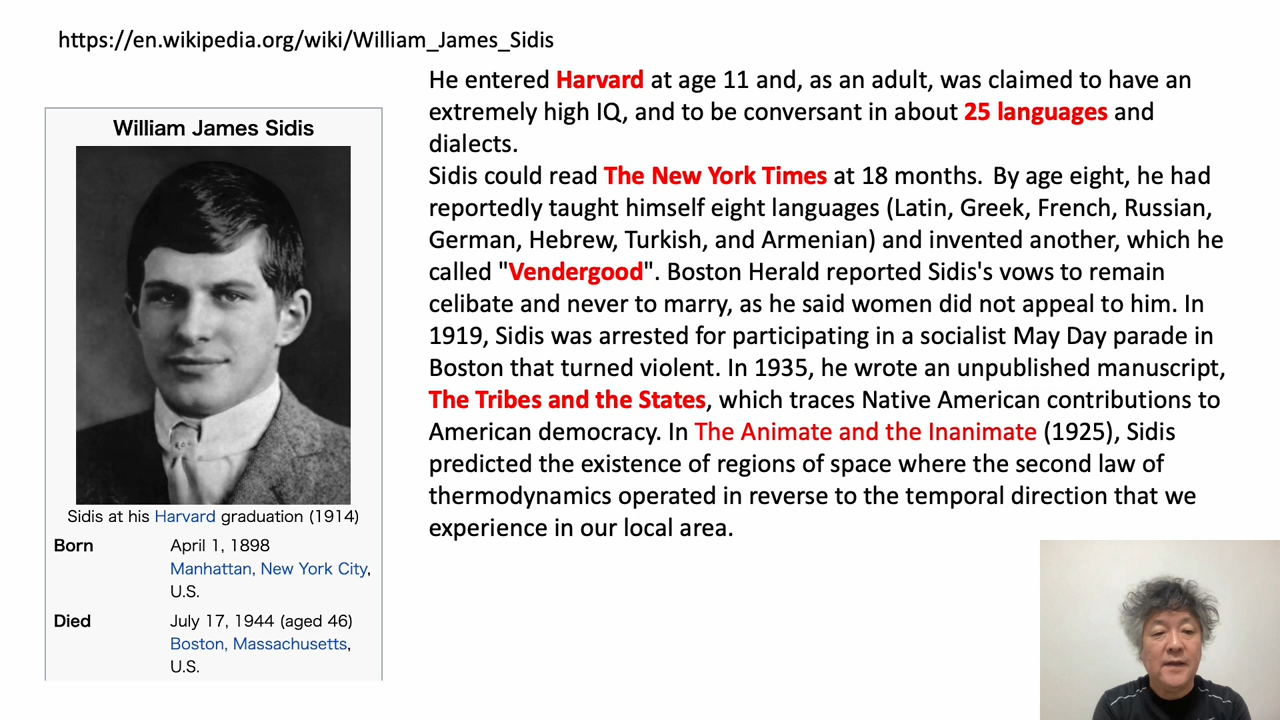 https://en.wikipedia.org/wiki/William_James_Sidis
William James Sidis
Sidis at his Harvard graduation (1914)
Born April 1, 1898
Manhattan, New York City,
U.S.
Died July 17, 1944 (aged 46)
Boston, Massachusetts,
U.S.
He entered Harvard at age 11 and, as an adult, was claimed to have an
extremely high IQ, and to be conversant in about 25 languages and
dialects.
Sidis could read The New York Times at 18 months. By age eight, he had
reportedly taught himself eight languages (Latin, Greek, French, Russian,
German, Hebrew, Turkish, and Armenian) and invented another, which he
called "Vendergood". Boston Herald reported Sidis's vows to remain
celibate and never to marry, as he said women did not appeal to him. In
1919, Sidis was arrested for participating in a socialist May Day parade in
Boston that turned violent. In 1935, he wrote an unpublished manuscript,
The Tribes and the States, which traces Native American contributions to
American democracy. In The Animate and the Inanimate (1925), Sidis
predicted the existence of regions of space where the second law of
thermodynamics operated in reverse to the temporal direction that we
experience in our local area.